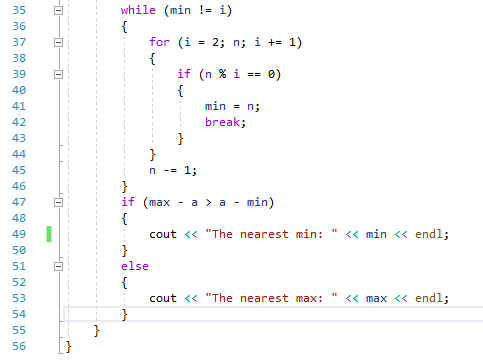 35 while (min != i)
36 {
37 for (i = 2; n; i += 1)
38 {
39 if (n % i == 0)
40 {
41 min = n;
42 break;
43 }
44 }
45 n -= 1;
46 }
47 if (max - a > a - min)
48 {
49 cout << "The nearest min: " << min << endl;
50 }
51 else
52 {
53 cout << "The nearest max: " << max << endl;
54 }
55 }
56 }